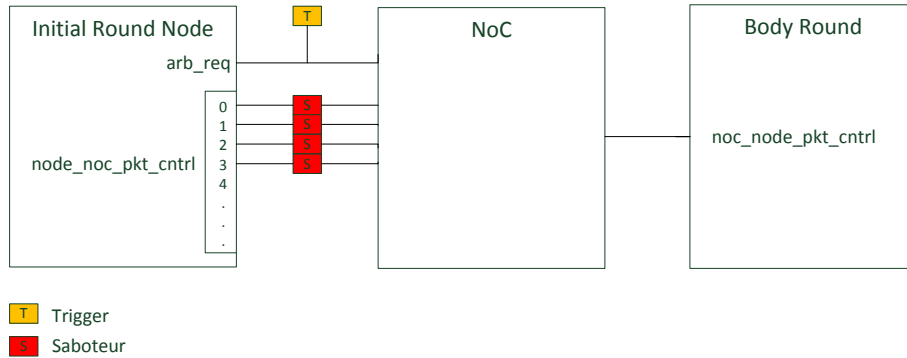 T
Initial Round Node
NoC
Body Round
arb_req
0
S
1
S
2
S
node_noc_pkt_cntrl
3
S
noc_node_pkt_cntrl
4
.
.
.
T Trigger
S Saboteur